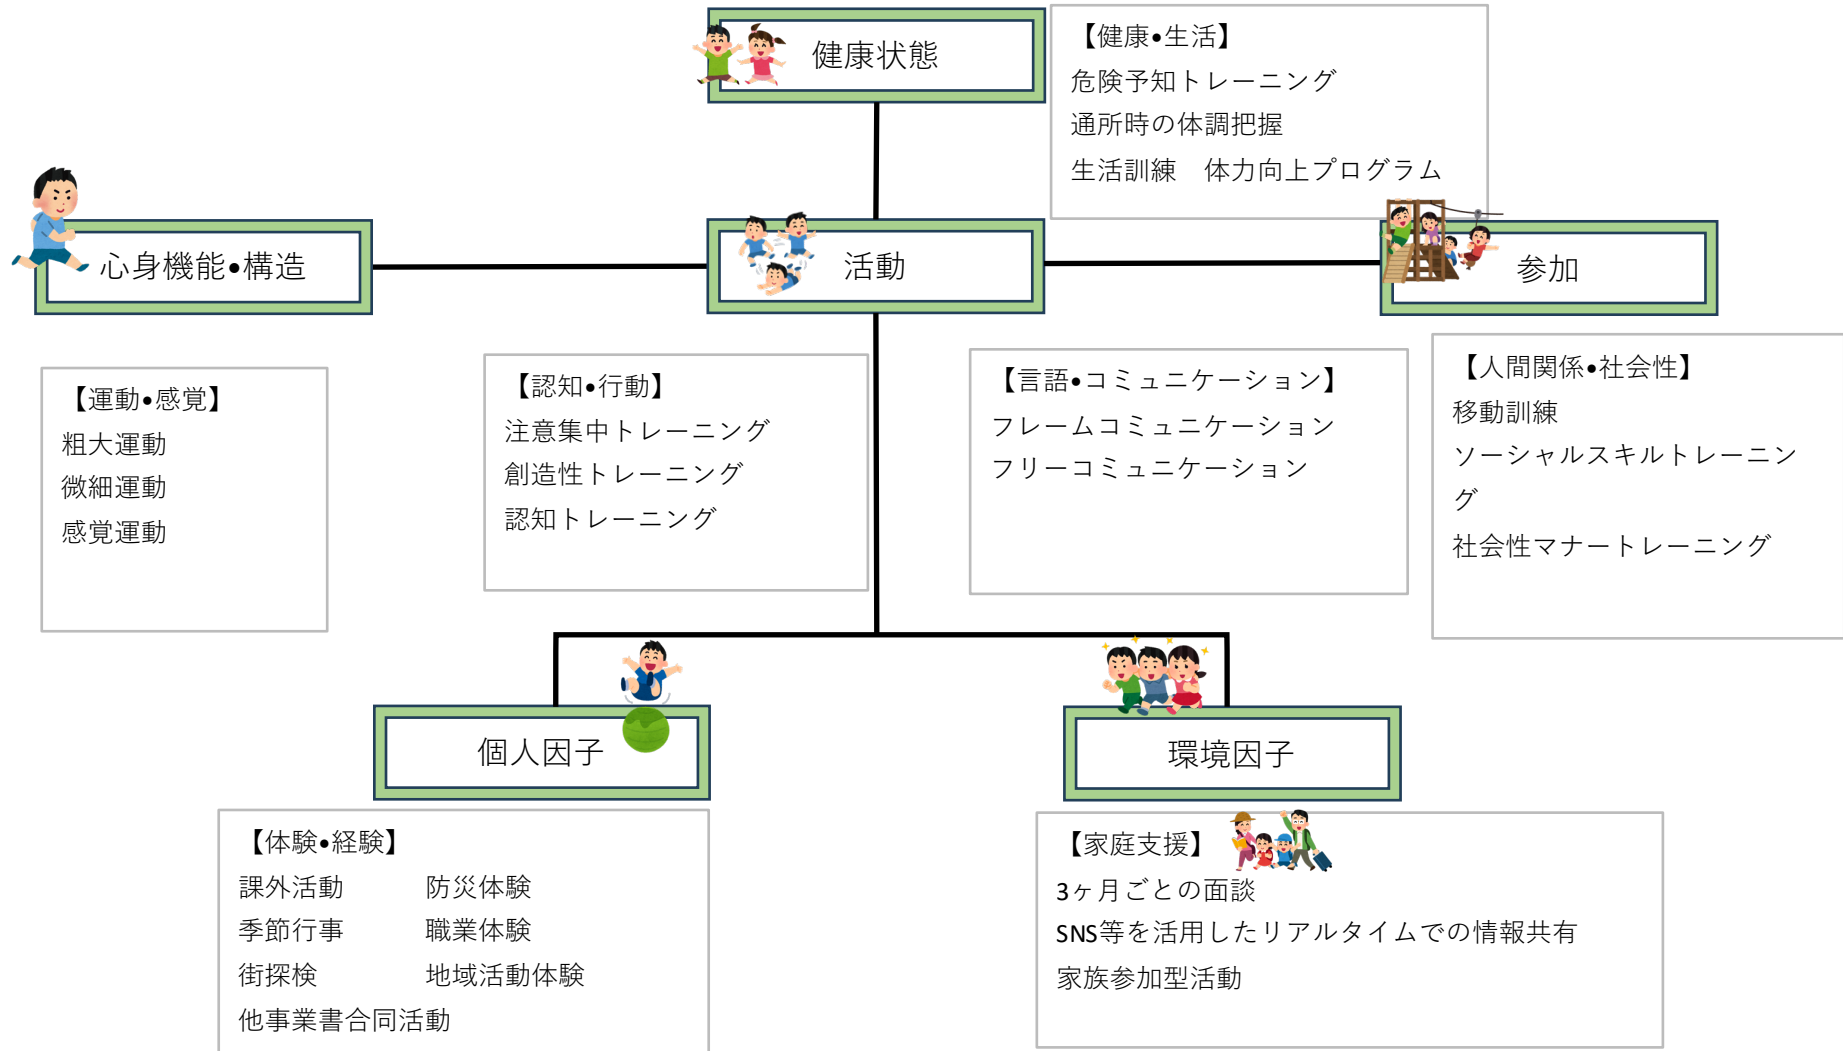 健康状態
【健康•生活】
危険予知トレーニング
通所時の体調把握
生活訓練　体力向上プログラム
心身機能•構造
活動
参加
【運動•感覚】
粗大運動
微細運動
感覚運動
【認知•行動】
注意集中トレーニング
創造性トレーニング
認知トレーニング
【言語•コミュニケーション】
フレームコミュニケーション
フリーコミュニケーション
【人間関係•社会性】
移動訓練
ソーシャルスキルトレーニン
グ
社会性マナートレーニング
個人因子
環境因子
【体験•経験】
課外活動　　　防災体験
季節行事　　　職業体験
街探検　　　　地域活動体験
他事業書合同活動
【家庭支援】
3ヶ月ごとの面談
SNS等を活用したリアルタイムでの情報共有
家族参加型活動